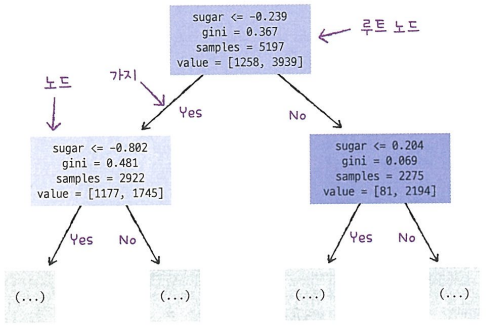 sugar <= -0.239
gini = 0.367
samples = 5197
value = [1258, 3939]
루트 노드
가지
노드
Yes
No
sugar <= -0.802
gini = 0.481
samples = 2922
value = [1177, 1745]
sugar <= 0.204
gini = 0.069
samples = 2275
value = [81, 2194]
Yes
No
Yes
No
(...)
(...)
(...)
(...)